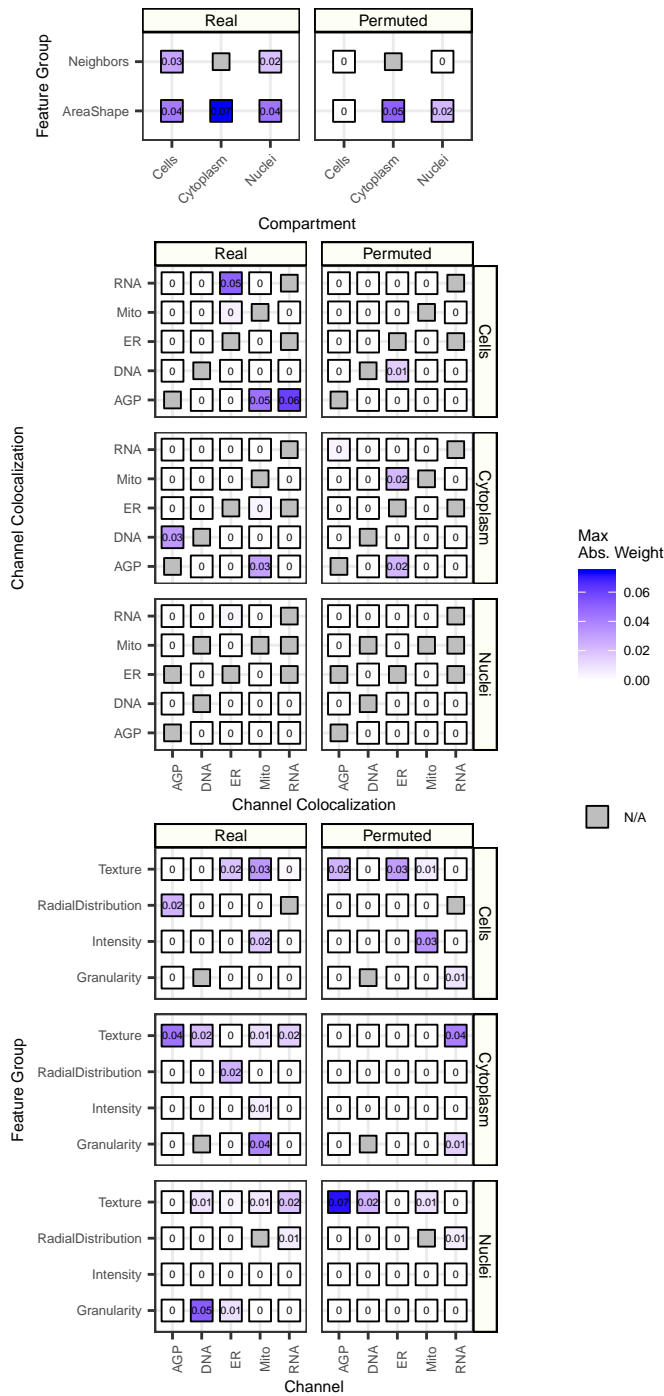 Real Permuted
Neighbors 0.03 0.02 0 0
AreaShape 0.04 0.07 0.04 0 0.05 0.02
Feature Group
Cells Cytoplasm Nuclei Cells Cytoplasm Nuclei
Compartment
Real Permuted
RNA 0 0 0.05 0 0 0 0 0
Mito 0 0 0 0 0 0 0 0
ER 0 0 0 0 0 0
DNA 0 0 0 0 0 0.01 0 0
AGP 0 0 0.05 0.06 0 0 0 0
Cells
RNA 0 0 0 0 0 0 0 0
Mito 0 0 0 0 0 0 0.02 0
ER 0 0 0 0 0 0
DNA 0.03 0 0 0 0 0 0 0
AGP 0 0 0.03 0 0 0.02 0 0
Cytoplasm
RNA 0 0 0 0 0 0 0 0
Mito 0 0 0 0
ER 0 0 0 0
DNA 0 0 0 0 0 0 0 0
AGP 0 0 0 0 0 0 0 0
Nuclei
Channel Colocalization
AGP DNA ER Mito RNA AGP DNA ER Mito RNA
Channel Colocalization
Max
Abs. Weight
0.06
0.04
0.02
0.00
N/A
Real Permuted
Texture 0 0 0.02 0.03 0 0.02 0 0.03 0.01 0
RadialDistribution 0.02 0 0 0 0 0 0 0
Intensity 0 0 0 0.02 0 0 0 0 0.03 0
Granularity 0 0 0 0 0 0 0 0.01
Cells
Texture 0.04 0.02 0 0.01 0.02 0 0 0 0 0.04
RadialDistribution 0 0 0.02 0 0 0 0 0 0 0
Intensity 0 0 0 0.01 0 0 0 0 0 0
Granularity 0 0 0.04 0 0 0 0 0.01
Cytoplasm
Texture 0 0.01 0 0.01 0.02 0.07 0.02 0 0.01 0
RadialDistribution 0 0 0 0.01 0 0 0 0.01
Intensity 0 0 0 0 0 0 0 0 0 0
Granularity 0 0.05 0.01 0 0 0 0 0 0 0
Nuclei
Feature Group
AGP DNA ER Mito RNA AGP DNA ER Mito RNA
Channel